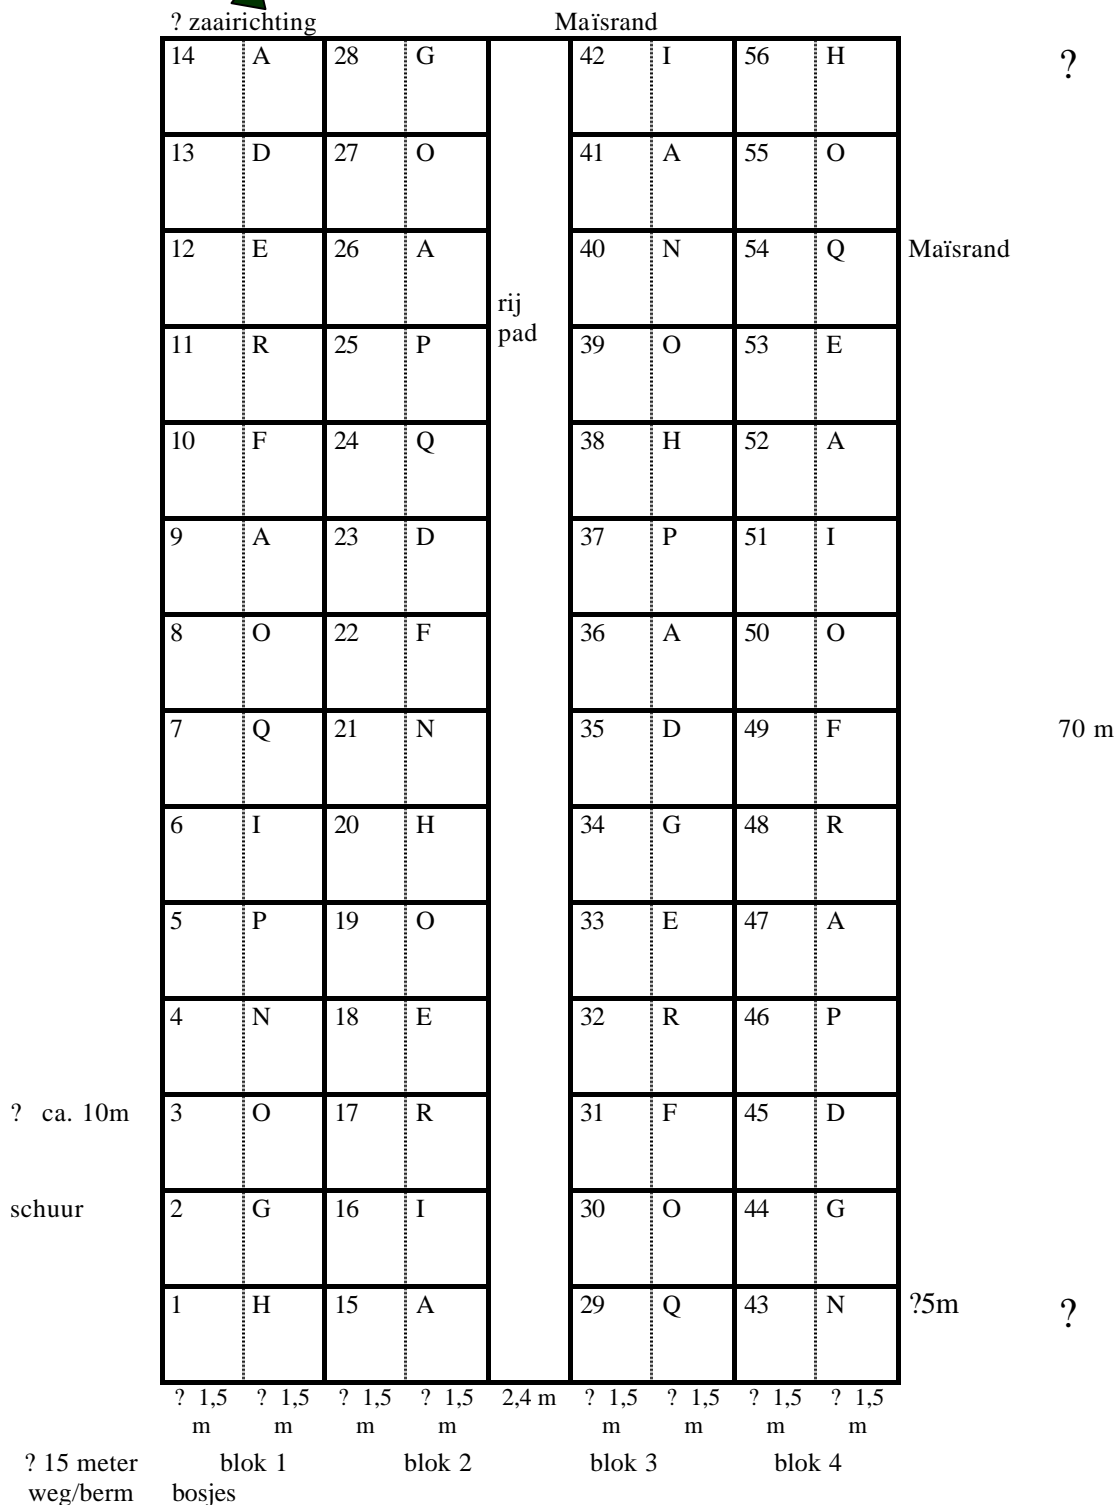 ? zaairichting Maïsrand
14 A 28 G 42 I 56 H ?
13 D 27 O 41 A 55 O
12 E 26 A 40 N 54 Q Maïsrand
rij
pad
11 R 25 P 39 O 53 E
10 F 24 Q 38 H 52 A
9 A 23 D 37 P 51 I
8 O 22 F 36 A 50 O
7 Q 21 N 35 D 49 F 70 m
6 I 20 H 34 G 48 R
5 P 19 O 33 E 47 A
4 N 18 E 32 R 46 P
? ca. 10m 3 O 17 R 31 F 45 D
schuur 2 G 16 I 30 O 44 G
1 H 15 A 29 Q 43 N ?5m ?
? 1,5 ? 1,5 ? 1,5 ? 1,5 2,4 m ? 1,5 ? 1,5 ? 1,5 ? 1,5
m m m m m m m m
? 15 meter blok 1 blok 2 blok 3 blok 4
weg/berm bosjes